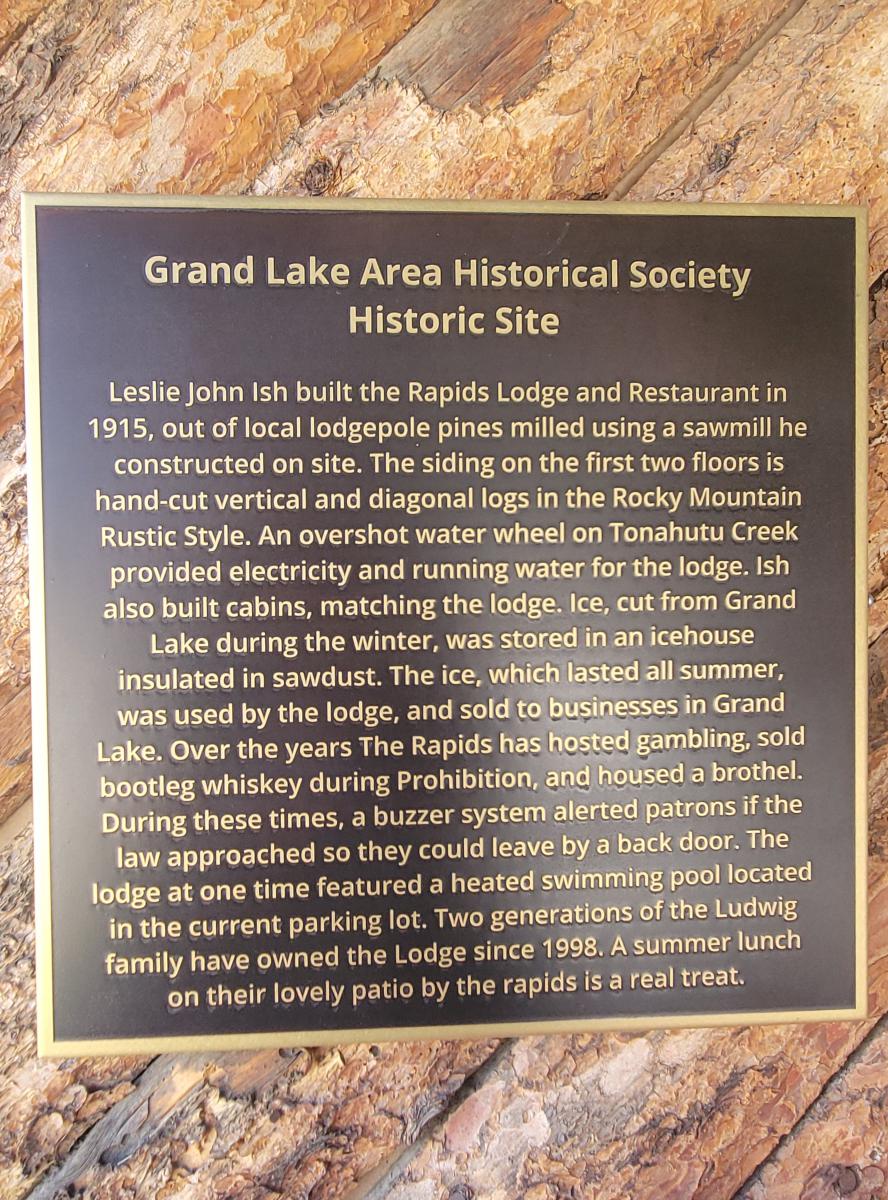 Grand Lake Area Historical Society
Historic Site
Leslie John Ish built the Rapids Lodge and Restaurant in
1915, out of local lodgepole pines milled using a sawmill he
constructed on site. The siding on the first two floors is
hand-cut vertical and diagonal logs in the Rocky Mountain
Rustic Style. An overshot water wheel on Tonahutu Creek
provided electricity and running water for the lodge. Ish
also built cabins, matching the lodge. Ice, cut from Grand
Lake during the winter, was stored in an icehouse
insulated in sawdust. The ice, which lasted all summer,
was used by the lodge, and sold to businesses in Grand
Lake. Over the years The Rapids has hosted gambling, sold
bootleg whiskey during Prohibition, and housed a brothel.
During these times, a buzzer system alerted patrons if the
law approached so they could leave by a back door. The
lodge at one time featured a heated swimming pool located
in the current parking lot. Two generations of the Ludwig
family have owned the Lodge since 1998. A summer lunch
on their lovely patio by the rapids is a real treat.